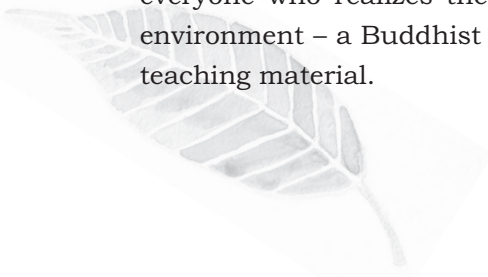 everyone who realizes the
environment – a Buddhist
teaching material.